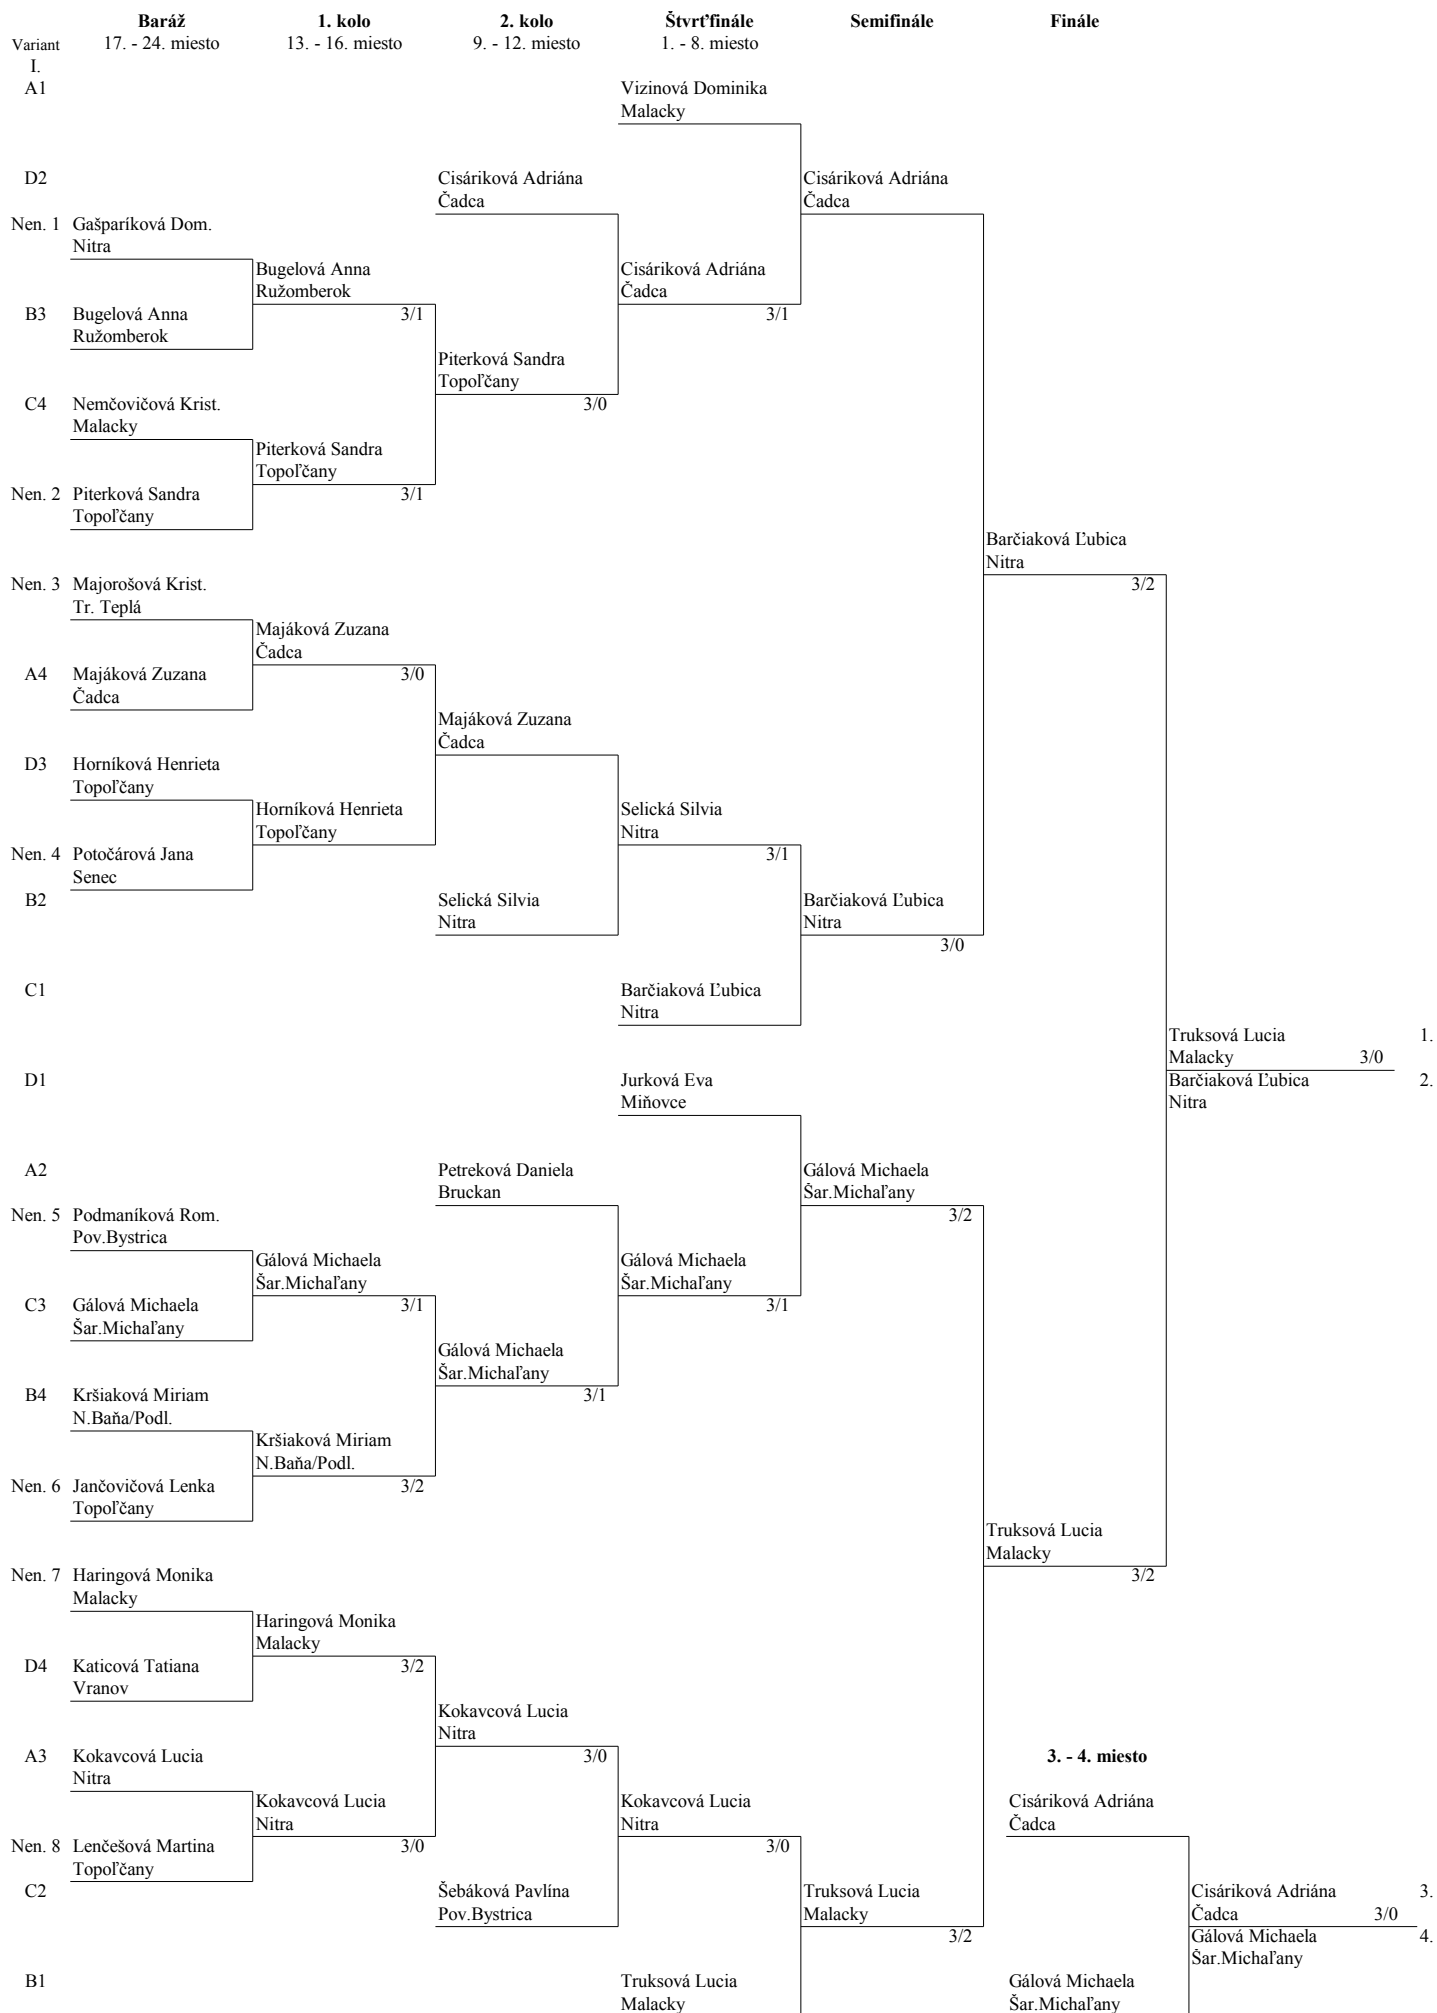 Baráž 1. kolo 2. kolo Štvrťfinále Semifinále Finále
Variant 17. - 24. miesto 13. - 16. miesto 9. - 12. miesto 1. - 8. miesto
I.
A1 Vizinová Dominika
Malacky
D2 Cisáriková Adriána Cisáriková Adriána
Čadca Čadca
Nen. 1 Gašparíková Dom.
Nitra
Bugelová Anna Cisáriková Adriána
Ružomberok Čadca
B3 Bugelová Anna 3/1 3/1
Ružomberok
Piterková Sandra
Topoľčany
C4 Nemčovičová Krist. 3/0
Malacky
Piterková Sandra
Topoľčany
Nen. 2 Piterková Sandra 3/1
Topoľčany
Barčiaková Ľubica
Nitra
Nen. 3 Majorošová Krist. 3/2
Tr. Teplá
Majáková Zuzana
Čadca
A4 Majáková Zuzana 3/0
Čadca
Majáková Zuzana
Čadca
D3 Horníková Henrieta
Topoľčany
Horníková Henrieta Selická Silvia
Topoľčany Nitra
Nen. 4 Potočárová Jana 3/1
Senec
B2 Selická Silvia Barčiaková Ľubica
Nitra Nitra
3/0
C1 Barčiaková Ľubica
Nitra
Truksová Lucia 1.
Malacky 3/0
D1 Jurková Eva Barčiaková Ľubica 2.
Miňovce Nitra
A2 Petreková Daniela Gálová Michaela
Bruckan Šar.Michaľany
Nen. 5 Podmaníková Rom. 3/2
Pov.Bystrica
Gálová Michaela Gálová Michaela
Šar.Michaľany Šar.Michaľany
C3 Gálová Michaela 3/1 3/1
Šar.Michaľany
Gálová Michaela
Šar.Michaľany
B4 Kršiaková Miriam 3/1
N.Baňa/Podl.
Kršiaková Miriam
N.Baňa/Podl.
Nen. 6 Jančovičová Lenka 3/2
Topoľčany
Truksová Lucia
Malacky
Nen. 7 Haringová Monika 3/2
Malacky
Haringová Monika
Malacky
D4 Katicová Tatiana 3/2
Vranov
Kokavcová Lucia
Nitra
A3 Kokavcová Lucia 3/0 3. - 4. miesto
Nitra
Kokavcová Lucia Kokavcová Lucia Cisáriková Adriána
Nitra Nitra Čadca
Nen. 8 Lenčešová Martina 3/0 3/0
Topoľčany
C2 Šebáková Pavlína Truksová Lucia Cisáriková Adriána 3.
Pov.Bystrica Malacky Čadca 3/0
3/2 Gálová Michaela 4.
Šar.Michaľany
B1 Truksová Lucia Gálová Michaela
Malacky Šar.Michaľany